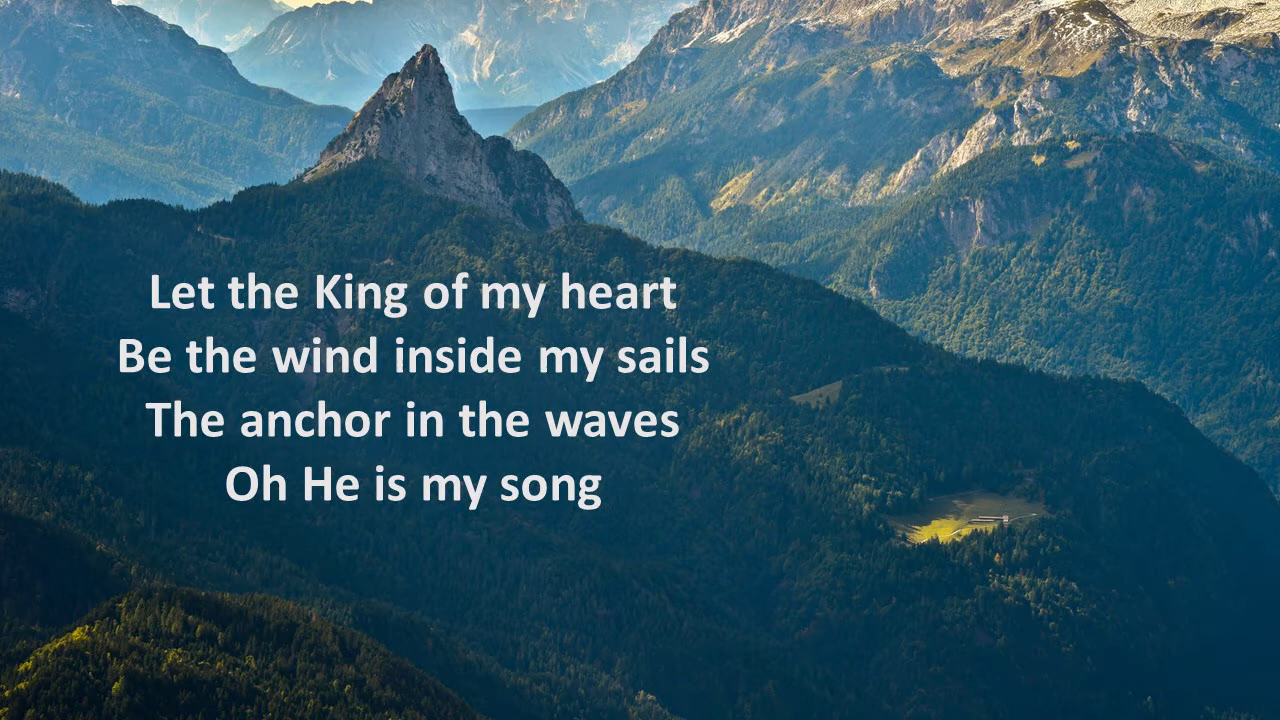 Let the King of my heart
Be the wind inside my sails
The anchor in the waves
Oh He is my song